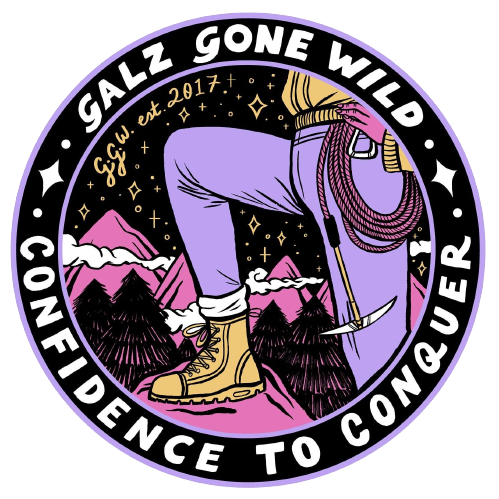 GALZ GONE WILD
G.G.W. est. 2017
CONFIDENCE TO CONQUER